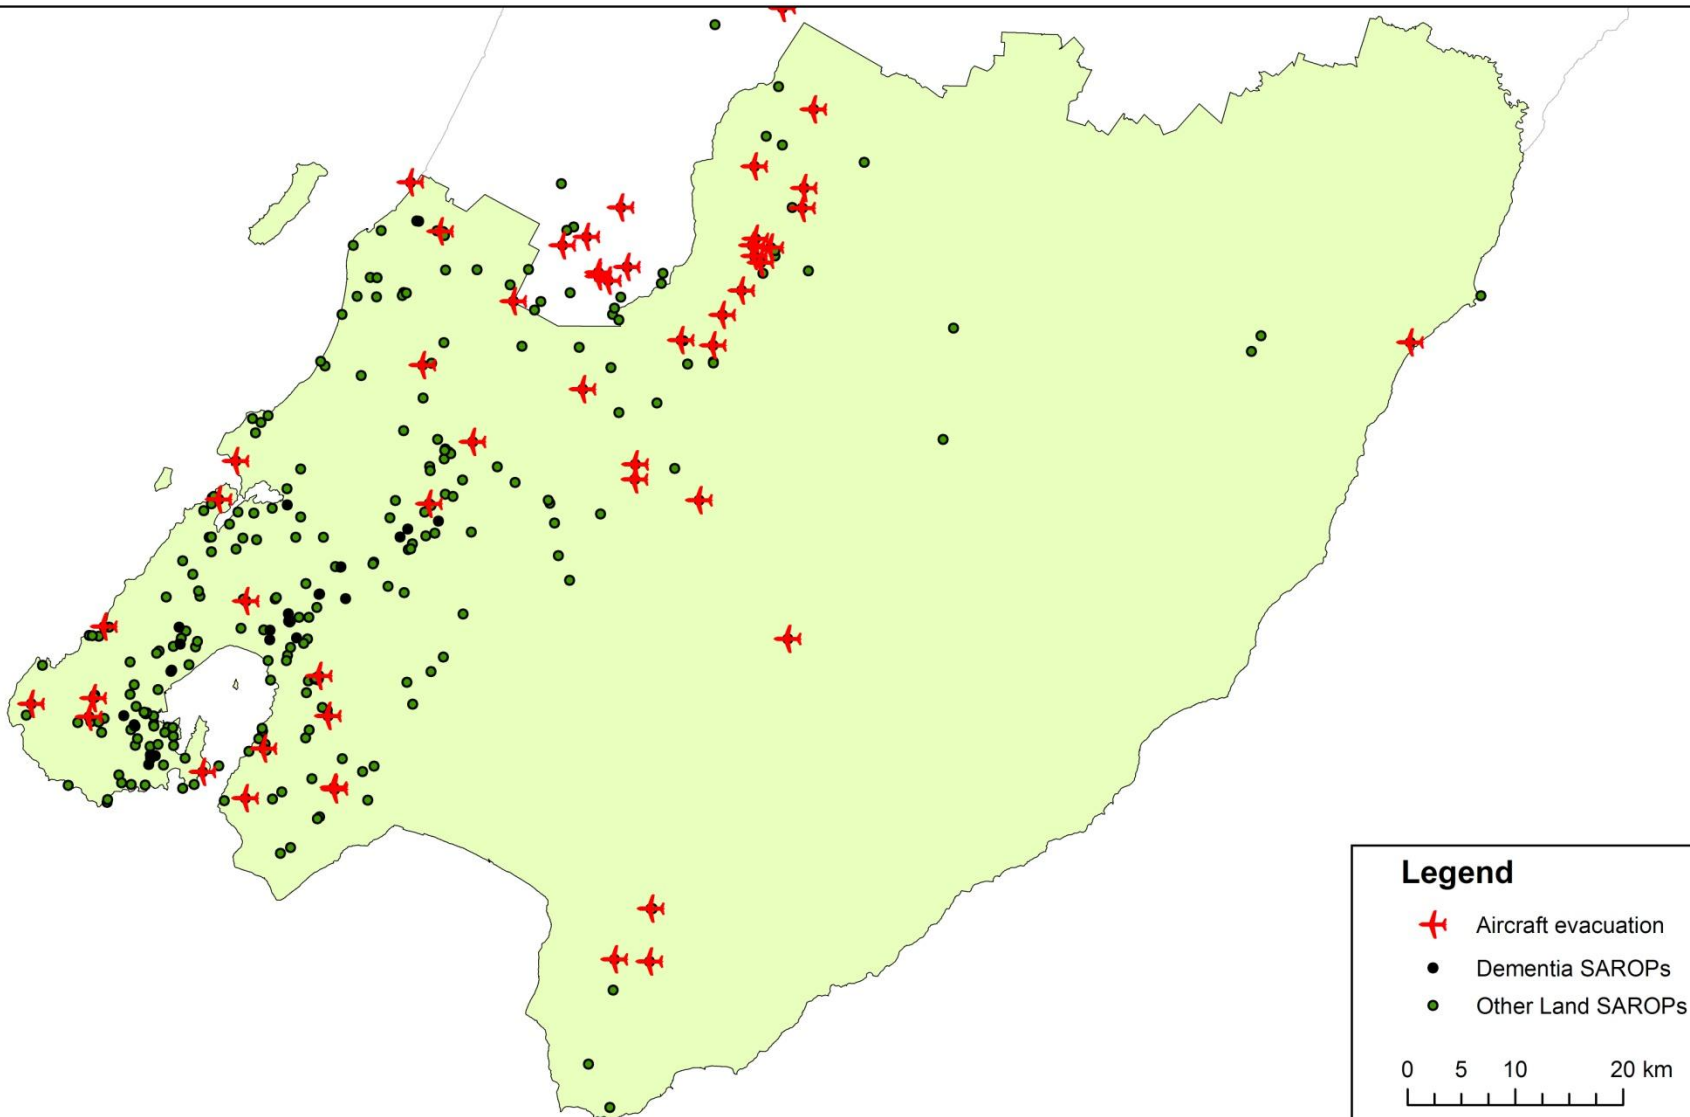 Legend
Aircraft evacuation
Dementia SAROPs
Other Land SAROPs
0 5 10 20 km